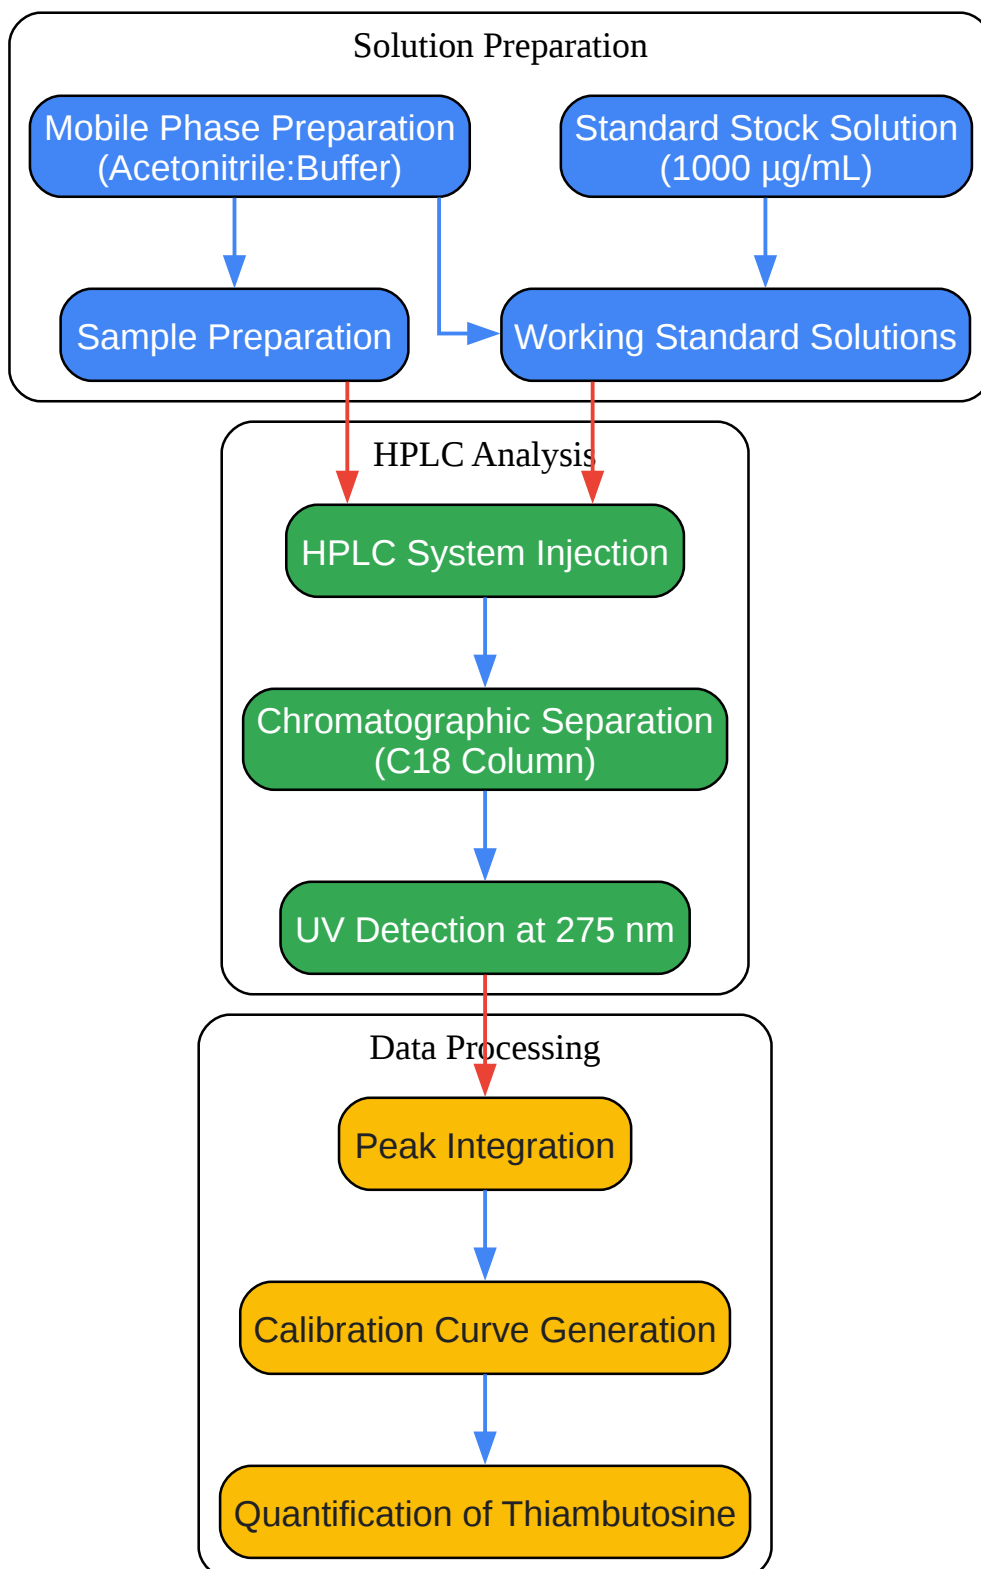 Solution Preparation
Mobile Phase Preparation
(Acetonitrile:Buffer)
Standard Stock Solution
(1000 µg/mL)
Sample Preparation
Working Standard Solutions
HPLC Analysis
HPLC System Injection
Chromatographic Separation
(C18 Column)
UV Detection at 275 nm
Data Processing
Peak Integration
Calibration Curve Generation
Quantification of Thiambutosine